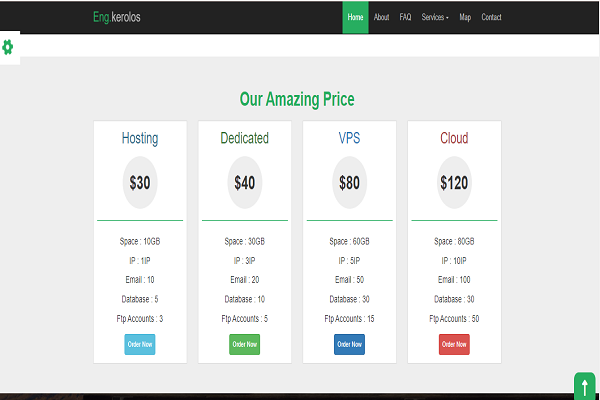 Eng.kerolos
Home About FAQ Services Map Contact
Our Amazing Price
Hosting
$30
Space : 10GB
IP : 1IP
Email : 10
Database : 5
Ftp Accounts : 3
Order Now
Dedicated
$40
Space : 30GB
IP : 3IP
Email : 20
Database : 10
Ftp Accounts : 5
Order Now
VPS
$80
Space : 60GB
IP : 5IP
Email : 50
Database : 30
Ftp Accounts : 15
Order Now
Cloud
$120
Space : 80GB
IP : 10IP
Email : 100
Database : 30
Ftp Accounts : 50
Order Now